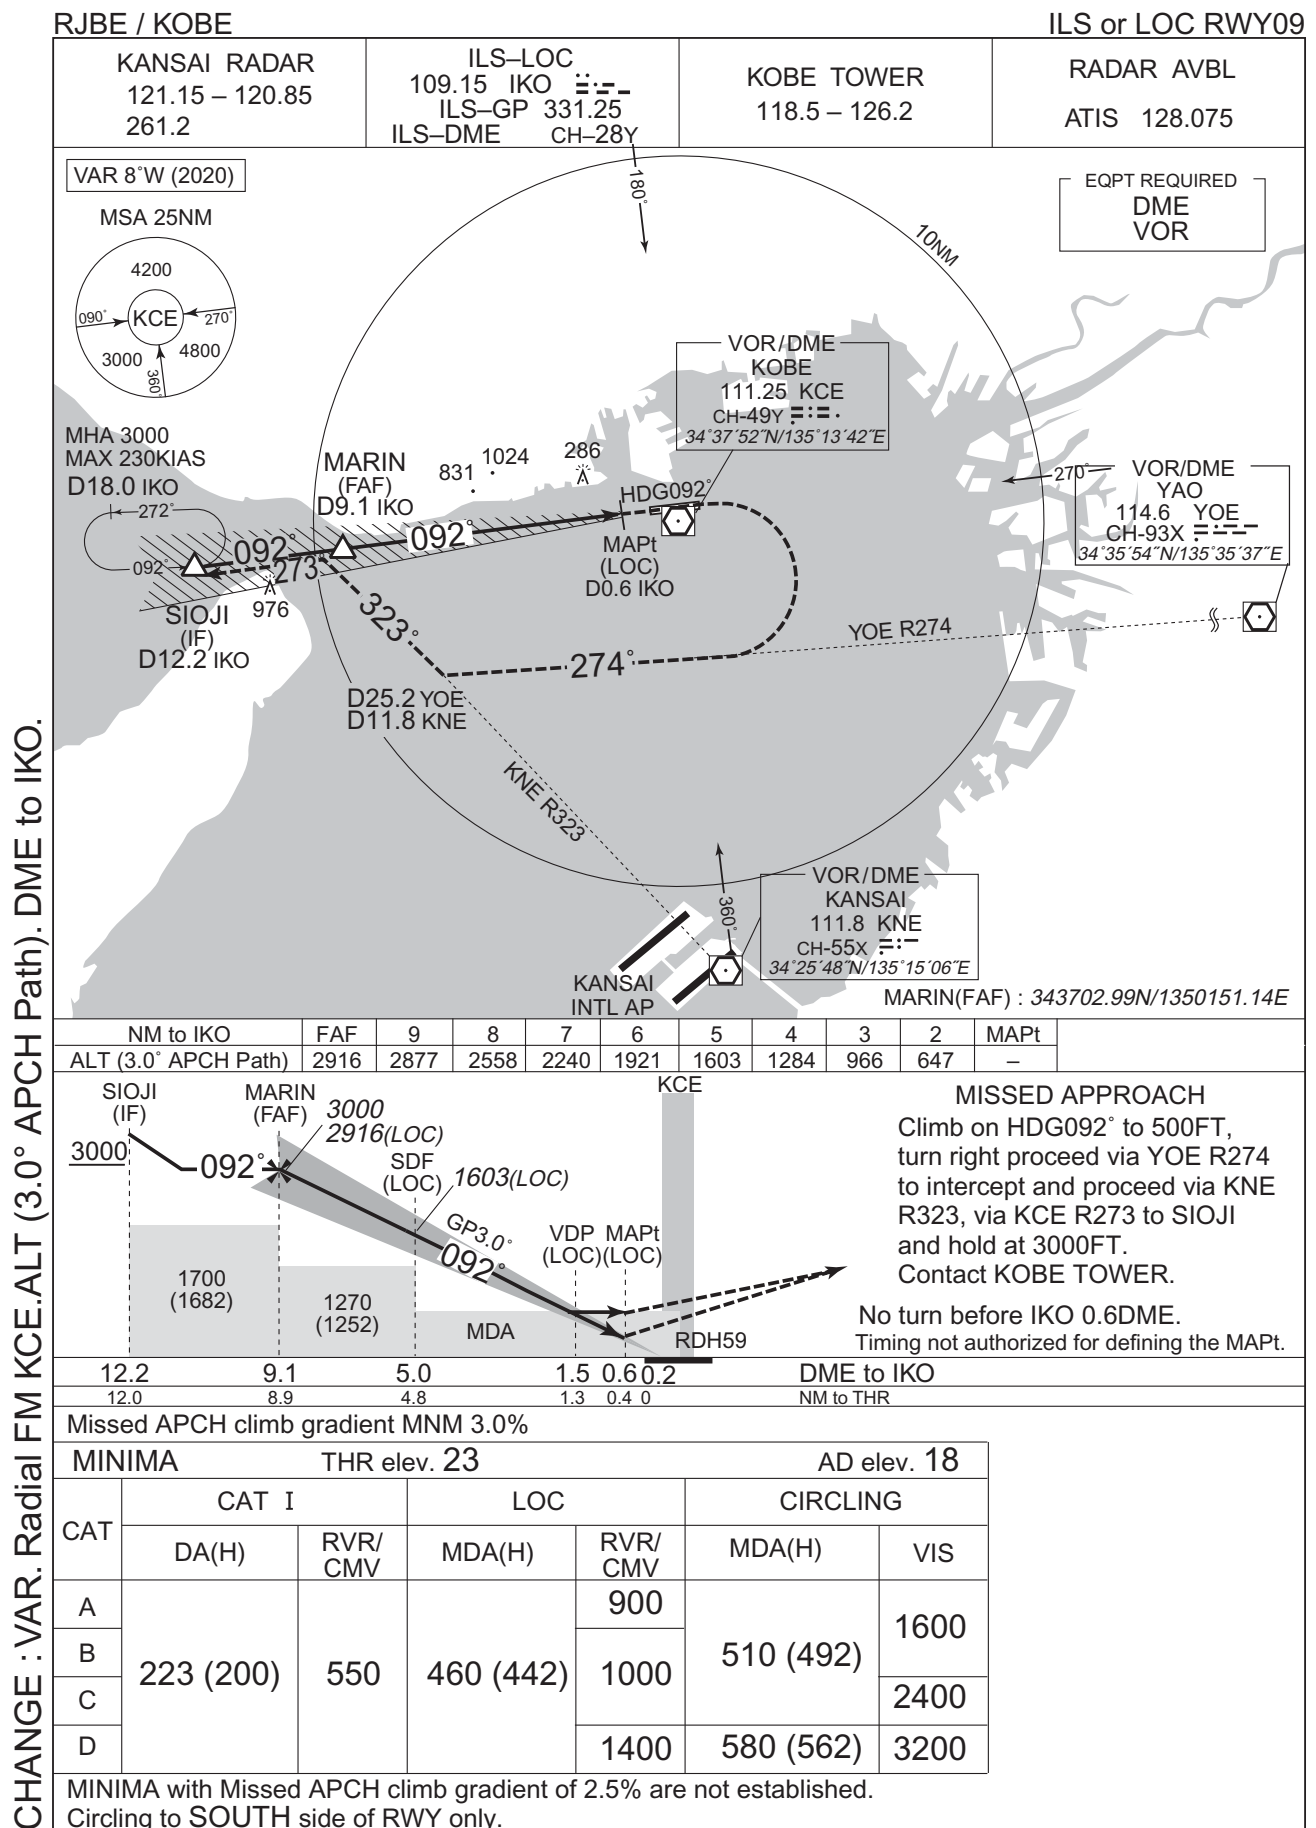 RJBE / KOBE
ILS or LOC RWY09
KANSAI RADAR
121.15 – 120.85
261.2
ILS–LOC
109.15 IKO
ILS–GP 331.25
ILS–DME CH–28Y
KOBE TOWER
118.5 – 126.2
RADAR AVBL
ATIS 128.075
VAR 8°W (2020)
MSA 25NM
4200
090°
KCE
270°
3000
4800
360°
180°
10NM
EQPT REQUIRED
DME
VOR
VOR/DME
KOBE
111.25 KCE
CH-49Y
34°37´52˝N/135°13´42˝E
MHA 3000
MAX 230KIAS
D18.0 IKO
272°
092°
MARIN
(FAF)
D9.1 IKO
831
1024
286
HDG092°
270°
VOR/DME
YAO
114.6 YOE
CH-93X
34°35´54˝N/135°35´37˝E
092°
092°
273°
976
SIOJI
(IF)
D12.2 IKO
MAPt
(LOC)
D0.6 IKO
323°
274°
YOE R274
D25.2 YOE
D11.8 KNE
KNE R323
360°
VOR/DME
KANSAI
111.8 KNE
CH-55X
34°25´48˝N/135°15´06˝E
KANSAI
INTL AP
MARIN(FAF) : 343702.99N/1350151.14E
NM to IKO FAF 9 8 7 6 5 4 3 2 MAPt
ALT (3.0° APCH Path) 2916 2877 2558 2240 1921 1603 1284 966 647 –
SIOJI
(IF)
MARIN
(FAF)
3000
2916(LOC)
KCE
3000
092°
SDF
(LOC)
1603(LOC)
GP3.0°
092°
VDP
(LOC)
MAPt
(LOC)
1700
(1682)
1270
(1252)
MDA
RDH59
MISSED APPROACH
Climb on HDG092° to 500FT,
turn right proceed via YOE R274
to intercept and proceed via KNE
R323, via KCE R273 to SIOJI
and hold at 3000FT.
Contact KOBE TOWER.
No turn before IKO 0.6DME.
Timing not authorized for defining the MAPt.
12.2 9.1 5.0 1.5 0.6 0.2 DME to IKO
12.0 8.9 4.8 1.3 0.4 0 NM to THR
Missed APCH climb gradient MNM 3.0%
MINIMA THR elev. 23 AD elev. 18
CAT
CAT I
LOC
CIRCLING
DA(H)
RVR/
CMV
MDA(H)
RVR/
CMV
MDA(H)
VIS
A
B
C
D
223 (200)
550
460 (442)
900
1000
1400
510 (492)
580 (562)
1600
2400
3200
MINIMA with Missed APCH climb gradient of 2.5% are not established.
Circling to SOUTH side of RWY only.
CHANGE : VAR. Radial FM KCE.ALT (3.0° APCH Path). DME to IKO.